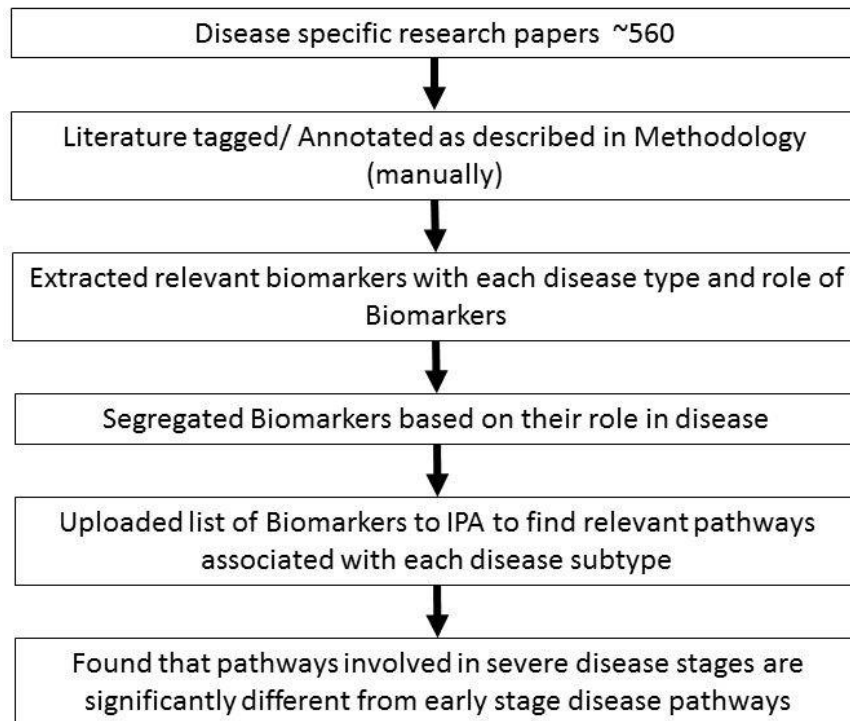 Disease specific research papers ~560
Literature tagged/ Annotated as described in Methodology
(manually)
Extracted relevant biomarkers with each disease type and role of
Biomarkers
Segregated Biomarkers based on their role in disease
Uploaded list of Biomarkers to IPA to find relevant pathways
associated with each disease subtype
Found that pathways involved in severe disease stages are
significantly different from early stage disease pathways